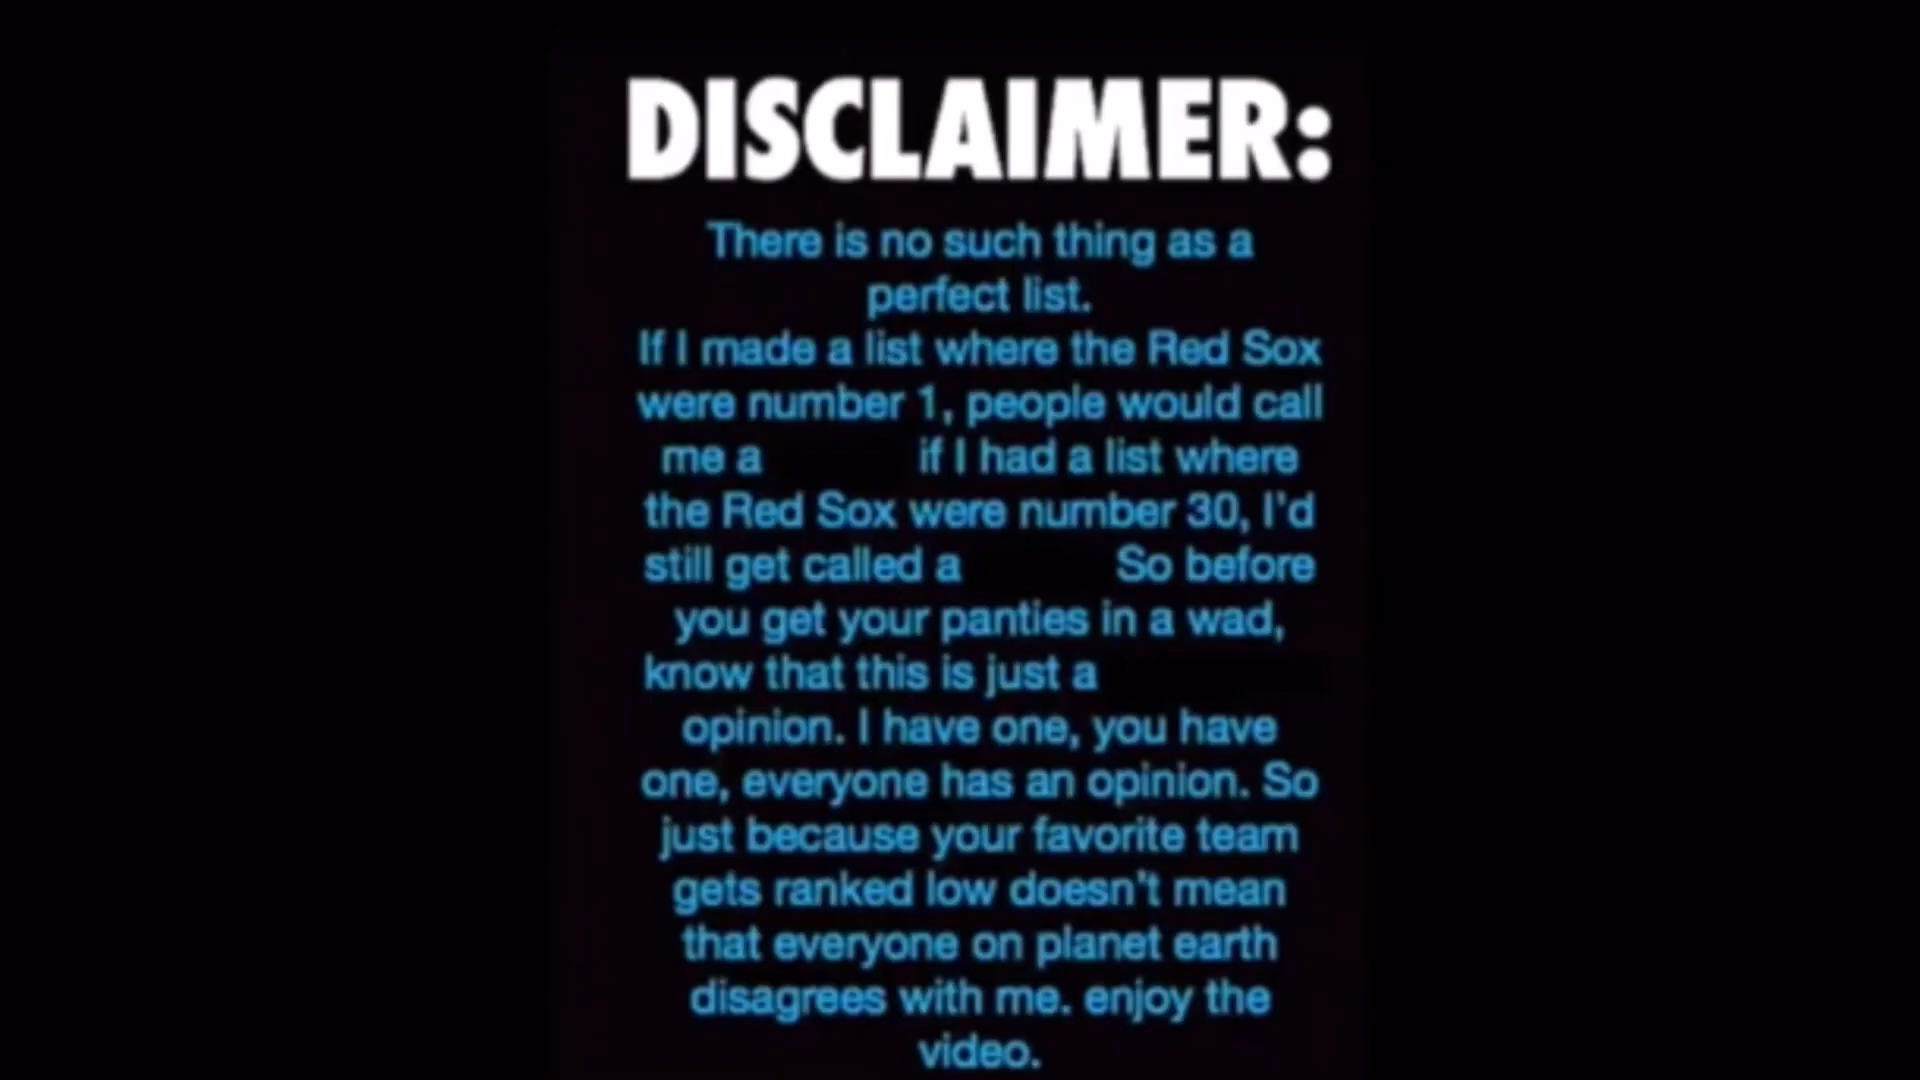 DISCLAIMER:
There is no such thing as a
perfect list.
If I made a list where the Red Sox
were number 1, people would call
me a if I had a list where
the Red Sox were number 30, I'd
still get called a So before
you get your panties in a wad,
know that this is just a
opinion. I have one, you have
one, everyone has an opinion. So
just because your favorite team
gets ranked low doesn't mean
that everyone on planet earth
disagrees with me. enjoy the
video.